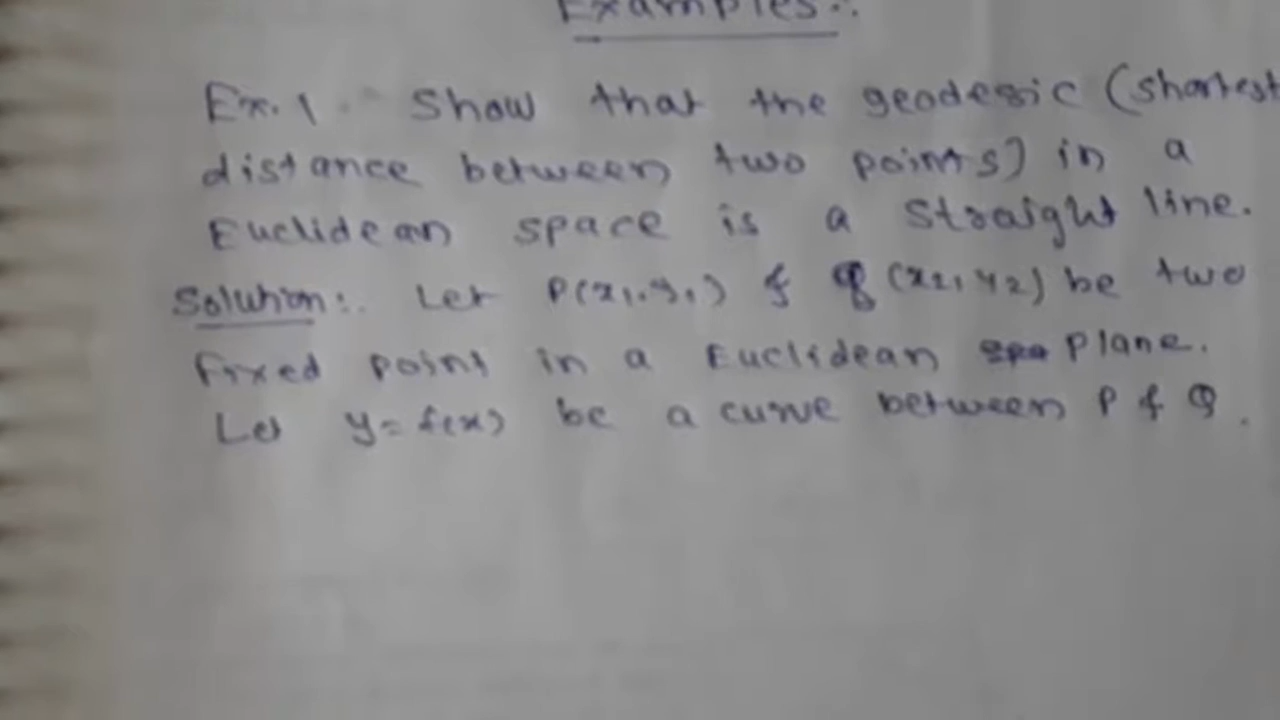 Examples:.
Ex. 1. Show that the geodesic (shortest
distance between two points) in a
Euclidean space is a straight line.
Solution:. Let P(x1, y1) & Q (x2, y2) be two
fixed point in a Euclidean plane.
Let y = f(x) be a curve between P & Q.